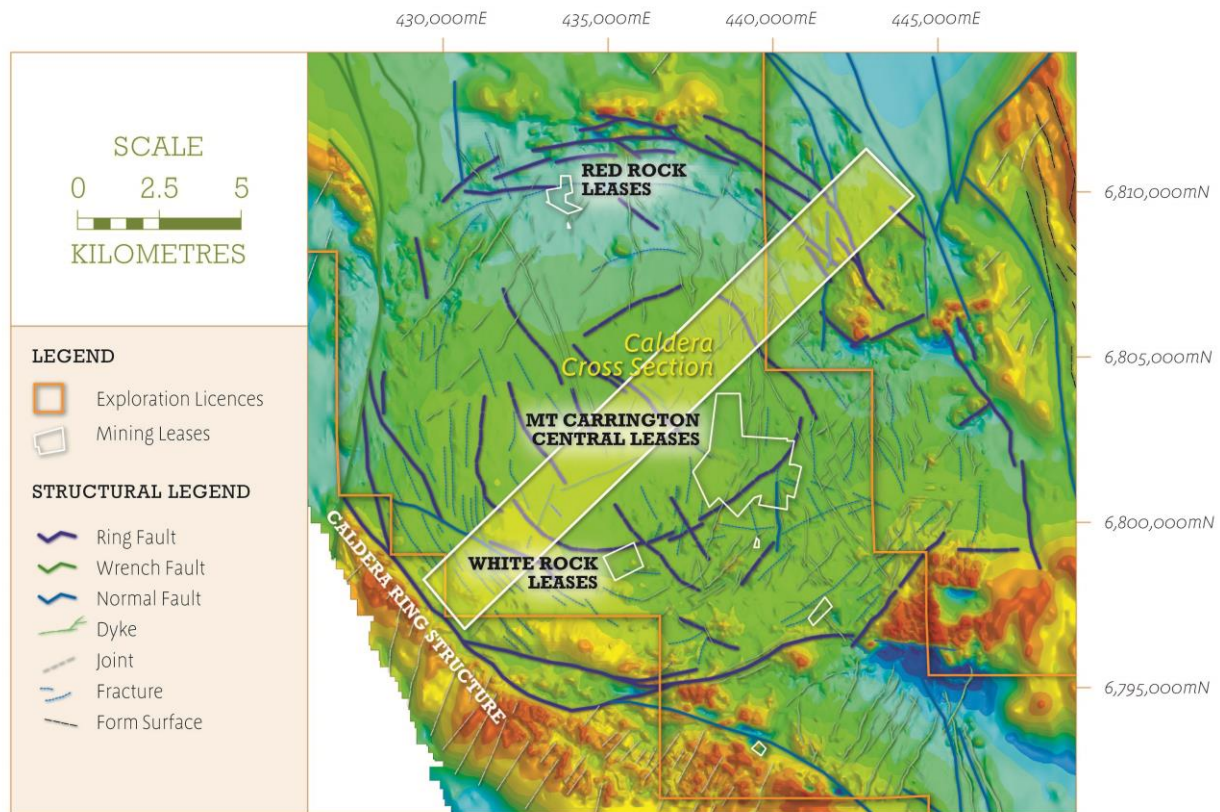 430,000mE
435,000mE
440,000mE
445,000mE
SCALE
0 2.5 5
KILOMETRES
LEGEND
Exploration Licences
Mining Leases
STRUCTURAL LEGEND
Ring Fault
Wrench Fault
Normal Fault
Dyke
Joint
Fracture
Form Surface
RED ROCK
LEASES
Caldera
Cross Section
MT CARRINGTON
CENTRAL LEASES
WHITE ROCK
LEASES
CALDERA RING STRUCTURE
6,810,000mN
6,805,000mN
6,800,000mN
6,795,000mN